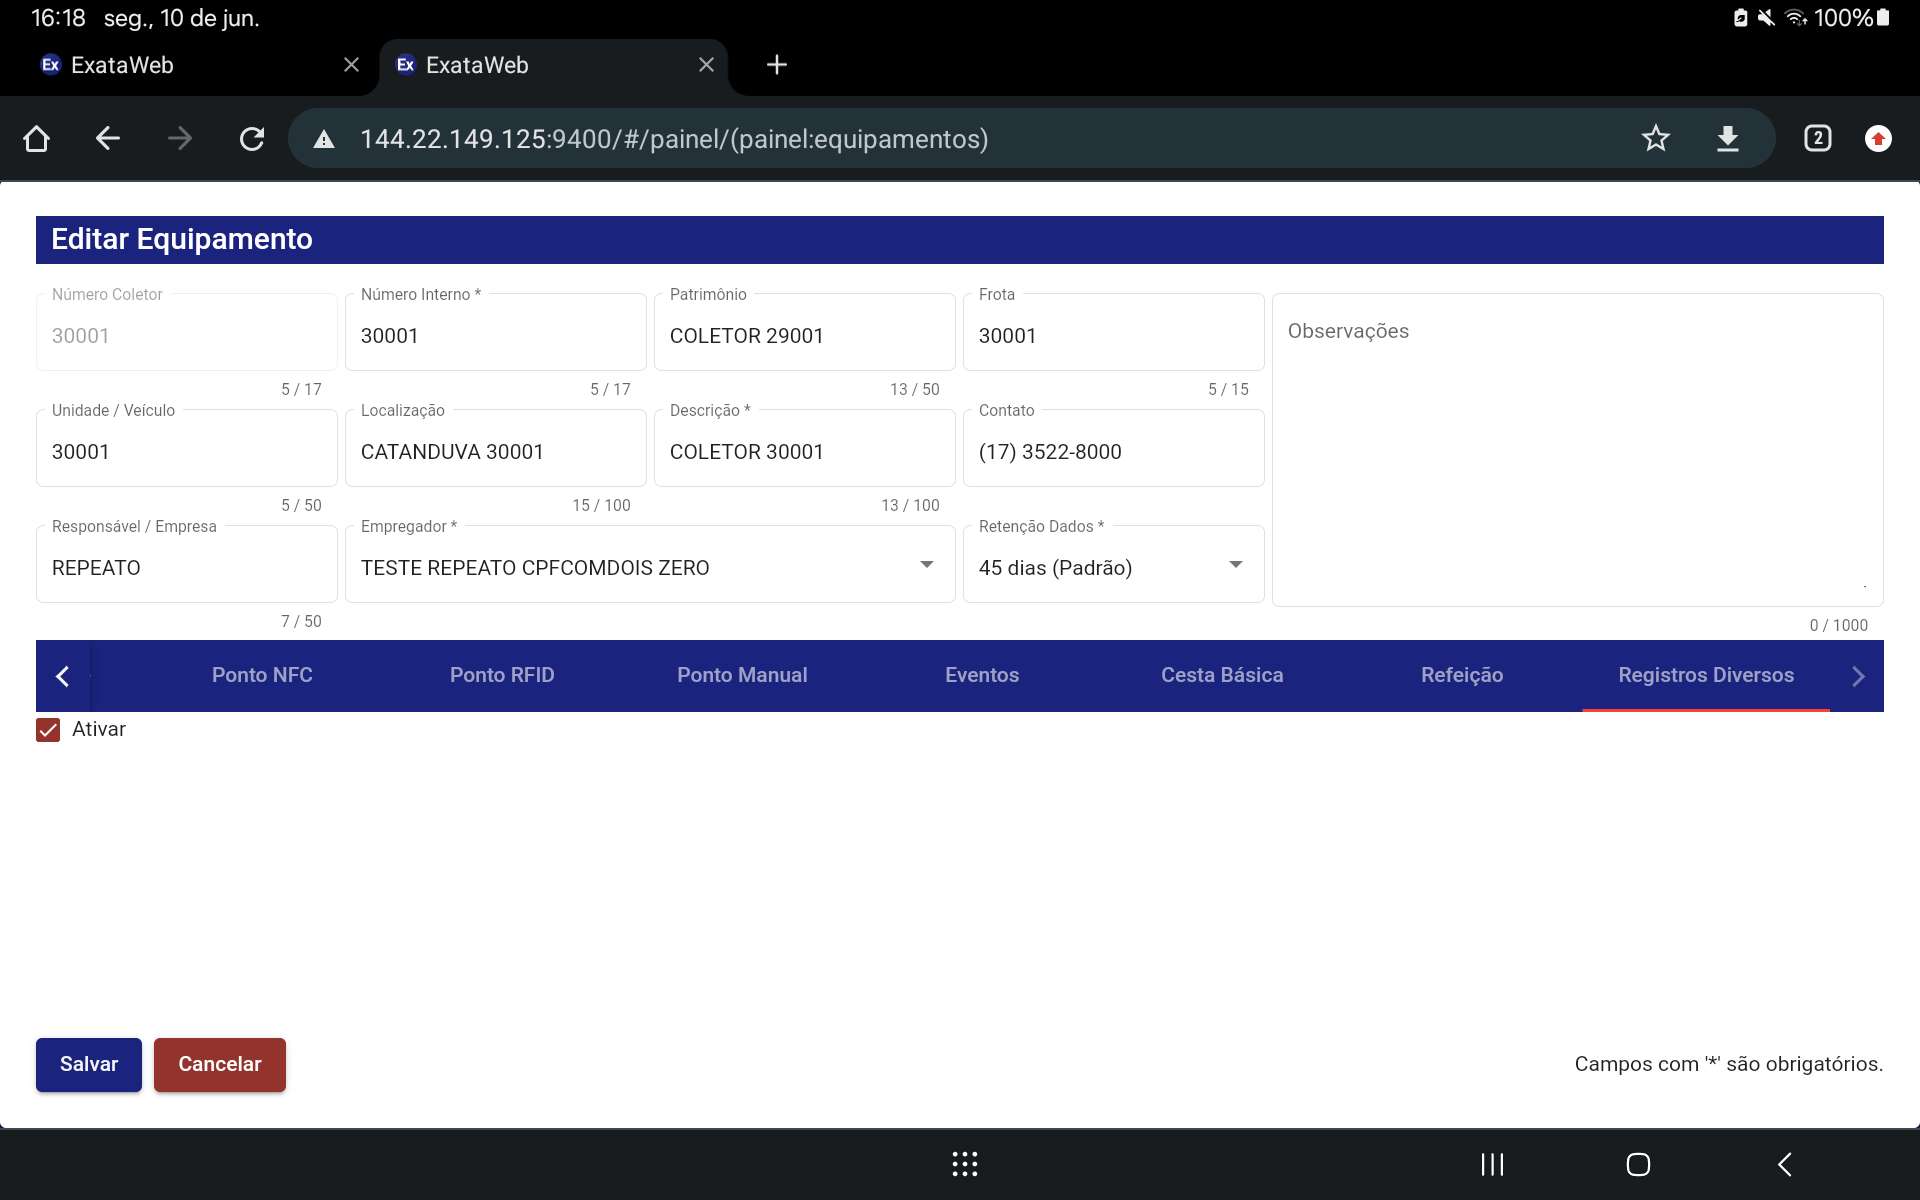 16:18 seg., 10 de jun.
100%
Ex ExataWeb
Ex ExataWeb
144.22.149.125:9400/#/painel/(painel:equipamentos)
2
Editar Equipamento
Número Coletor
30001
5 / 17
Número Interno *
30001
5 / 17
Patrimônio
COLETOR 29001
13 / 50
Frota
30001
5 / 15
Observações
0 / 1000
Unidade / Veículo
30001
5 / 50
Localização
CATANDUVA 30001
15 / 100
Descrição *
COLETOR 30001
13 / 100
Contato
(17) 3522-8000
Responsável / Empresa
REPEATO
7 / 50
Empregador *
TESTE REPEATO CPFCOMDOIS ZERO
Retenção Dados *
45 dias (Padrão)
Ponto NFC
Ponto RFID
Ponto Manual
Eventos
Cesta Básica
Refeição
Registros Diversos
Ativar
Salvar
Cancelar
Campos com '*' são obrigatórios.